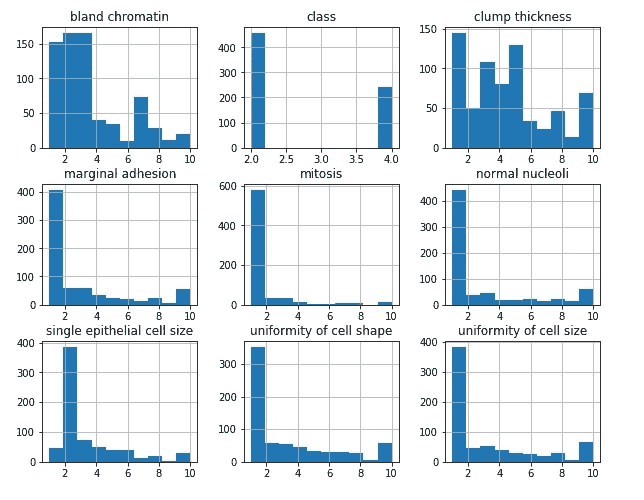 bland chromatin class clump thickness
150 100 50 0
400 300 200 100 0
150 100 50 0
2 4 6 8 10
2.0 2.5 3.0 3.5 4.0
2 4 6 8 10
marginal adhesion mitosis normal nucleoli
400 300 200 100 0
600 400 200 0
400 300 200 100 0
2 4 6 8 10
2 4 6 8 10
2 4 6 8 10
single epithelial cell size uniformity of cell shape uniformity of cell size
400 300 200 100 0
300 200 100 0
400 300 200 100 0
2 4 6 8 10
2 4 6 8 10
2 4 6 8 10